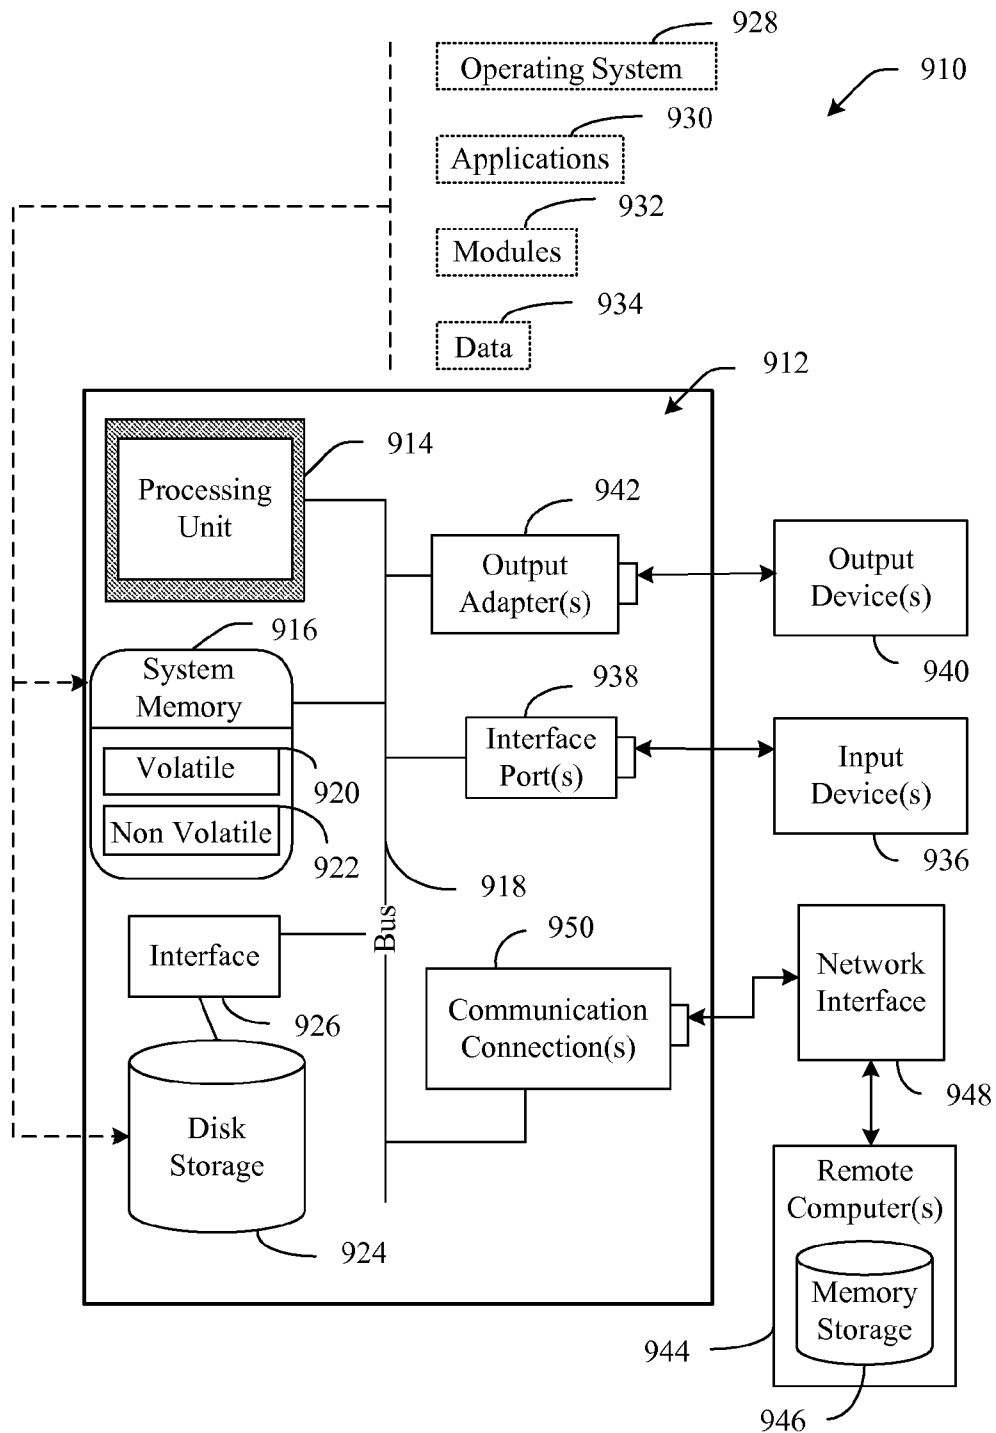 928
Operating System
910
930
Applications
932
Modules
934
Data
912
914
Processing
Unit
942
Output
Adapter(s)
Output
Device(s)
940
916
System
Memory
938
Interface
Port(s)
Input
Device(s)
936
Volatile
920
Non Volatile
922
918
Bus
950
Interface
926
Communication
Connection(s)
Network
Interface
948
Disk
Storage
924
Remote
Computer(s)
Memory
Storage
944
946